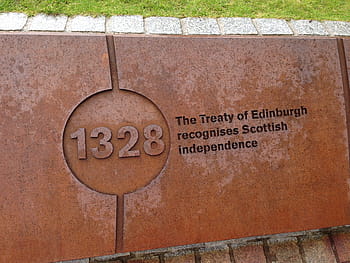 1328
The Treaty of Edinburgh
recognises Scottish
independence